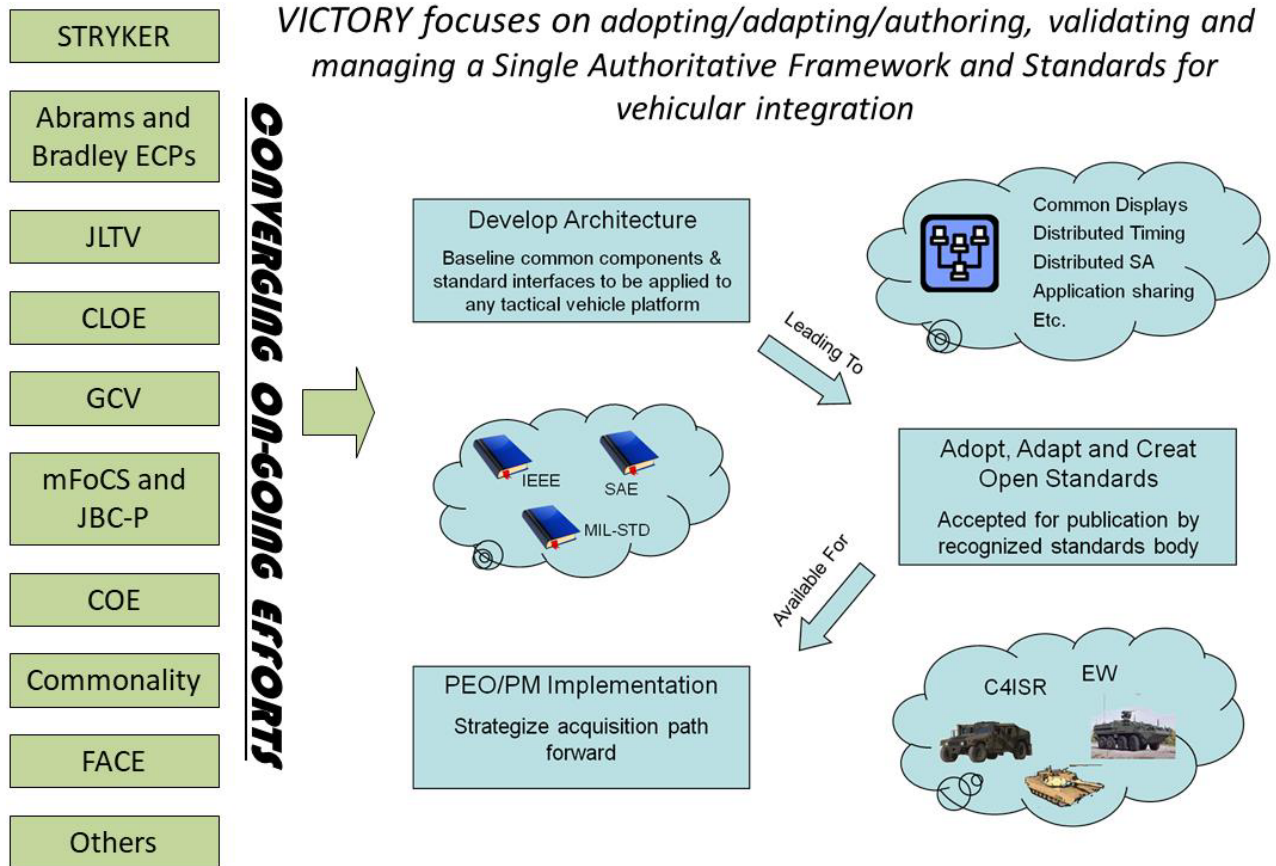 VICTORY focuses on adopting/adapting/authoring, validating and
managing a Single Authoritative Framework and Standards for
vehicular integration
STRYKER
Abrams and
Bradley ECPs
JLTV
CLOE
GCV
mFoCS and
JBC-P
COE
Commonality
FACE
Others
CONVERGING ON-GOING EFFORTS
Develop Architecture
Baseline common components &
standard interfaces to be applied to
any tactical vehicle platform
Common Displays
Distributed Timing
Distributed SA
Application sharing
Etc.
Leading To
IEEE
SAE
MIL-STD
Adopt, Adapt and Creat
Open Standards
Accepted for publication by
recognized standards body
Available For
PEO/PM Implementation
Strategize acquisition path
forward
C4ISR
EW